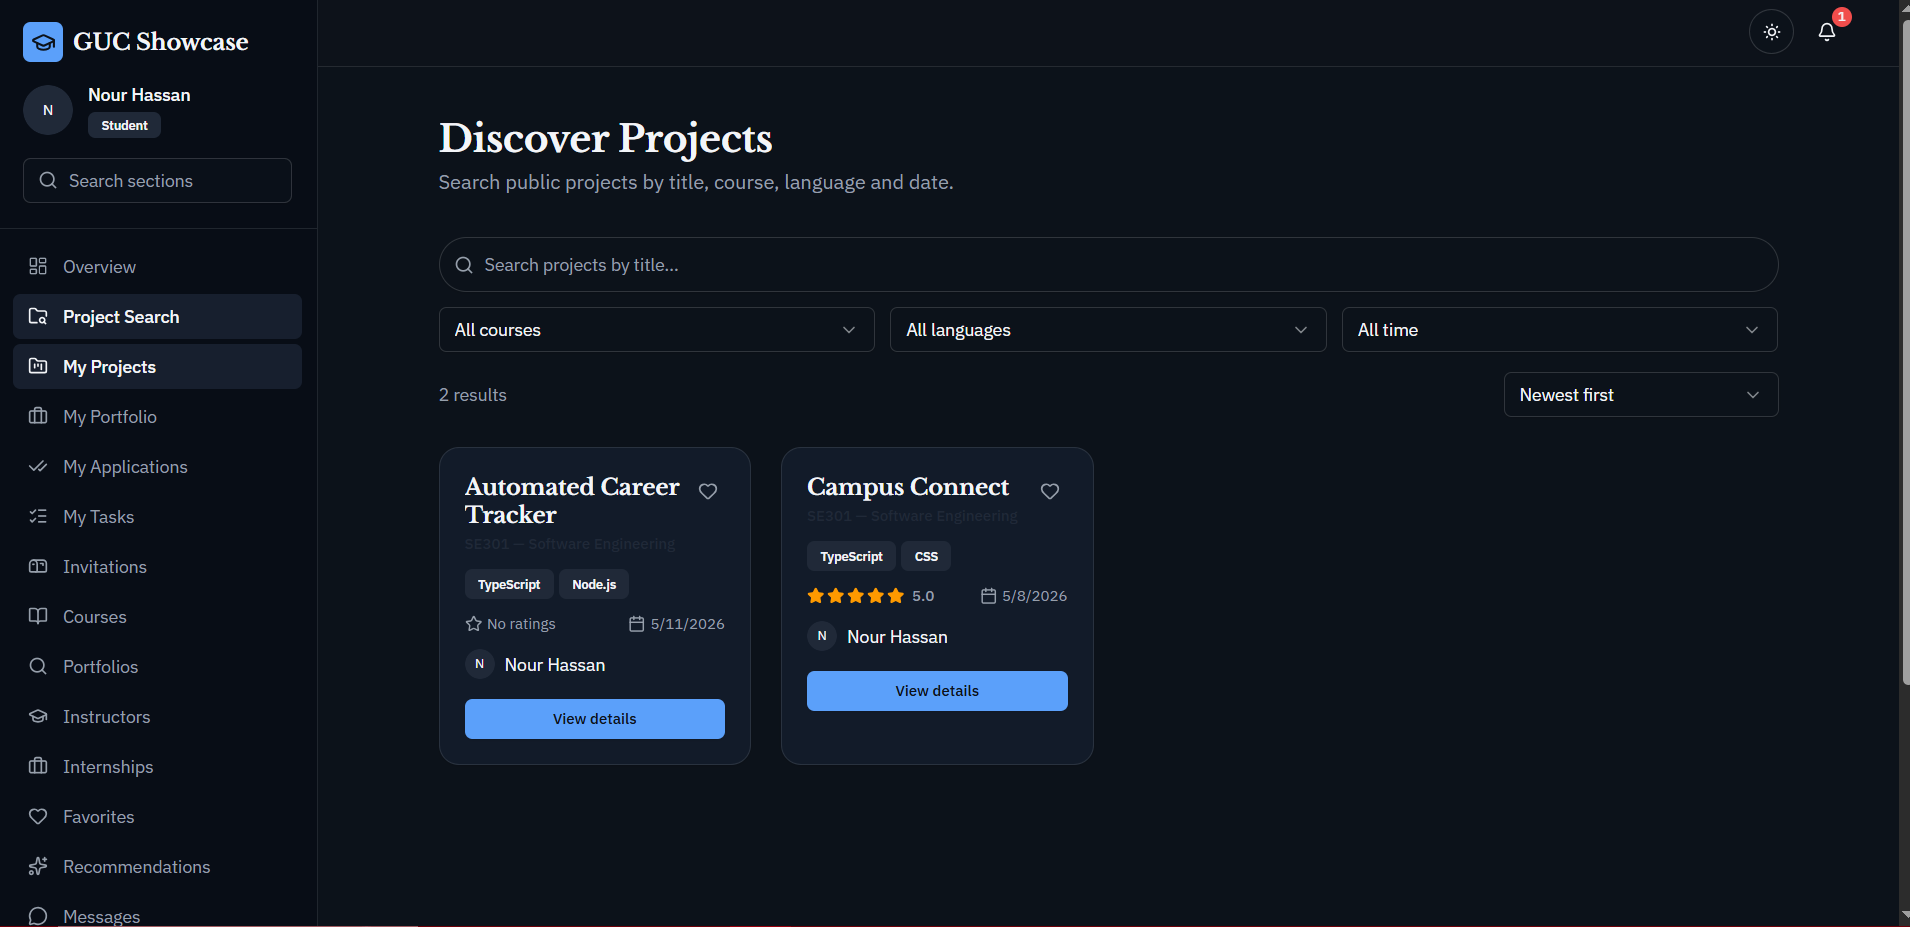 GUC Showcase
N
Nour Hassan
Student
Search sections
Overview
Project Search
My Projects
My Portfolio
My Applications
My Tasks
Invitations
Courses
Portfolios
Instructors
Internships
Favorites
Recommendations
Messages
1
Discover Projects
Search public projects by title, course, language and date.
Search projects by title...
All courses
All languages
All time
2 results
Newest first
Automated Career
Tracker
SE301 — Software Engineering
TypeScript
Node.js
No ratings
5/11/2026
N
Nour Hassan
View details
Campus Connect
SE301 — Software Engineering
TypeScript
CSS
5.0
5/8/2026
N
Nour Hassan
View details